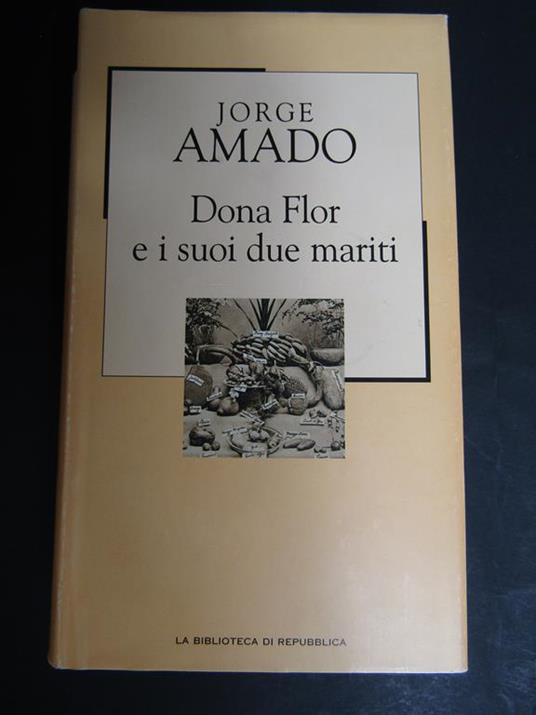 JORGE
AMADO
Dona Flor
e i suoi due mariti
LA BIBLIOTECA DI REPUBBLICA